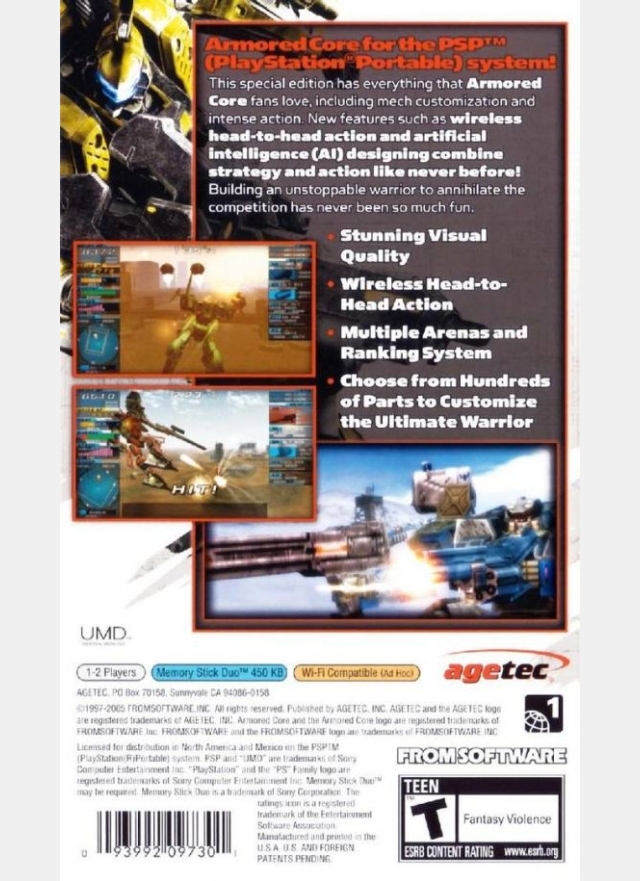 Armored Core for the PSP™
(PlayStation®Portable) system!
This special edition has everything that Armored
Core fans love, including mech customization and
intense action. New features such as wireless
head-to-head action and artificial
intelligence (AI) designing combine
strategy and action like never before!
Building an unstoppable warrior to annihilate the
competition has never been so much fun.
• Stunning Visual
Quality
• Wireless Head-to-
Head Action
• Multiple Arenas and
Ranking System
• Choose from Hundreds
of Parts to Customize
the Ultimate Warrior
HIT!
UMD
1-2 Players
Memory Stick Duo™ 450 KB
Wi-Fi Compatible (Ad Hoc)
agetec
AGETEC. PO Box 70158, Sunnyvale CA 94086-0158
©1997-2005 FROMSOFTWARE,INC. All rights reserved. Published by AGETEC, INC. AGETEC and the AGETEC logo
are registered trademarks of AGETEC, INC. Armored Core and the Armored Core logo are registered trademarks of
FROMSOFTWARE Inc. FROMSOFTWARE and the FROMSOFTWARE logo are trademarks of FROMSOFTWARE, INC.
1
Licensed for distribution in North America and Mexico on the PSPTM
(PlayStation(R)Portable) system. PSP and "UMD" are trademarks of Sony
Computer Entertainment Inc. "PlayStation" and the "PS" Family logo are
registered trademarks of Sony Computer Entertainment Inc. Memory Stick Duo™
may be required. Memory Stick Duo is a trademark of Sony Corporation. The
ratings icon is a registered
trademark of the Entertainment
Software Association.
Manufactured and printed in the
U.S.A. U.S. AND FOREIGN
PATENTS PENDING.
FROMSOFTWARE
TEEN
T
Fantasy Violence
ESRB CONTENT RATING www.esrb.org
0 93992 09730 1